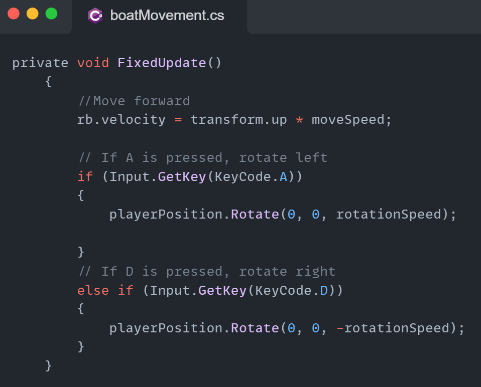 boatMovement.cs
private void FixedUpdate()
{
//Move forward
rb.velocity = transform.up * moveSpeed;
// If A is pressed, rotate left
if (Input.GetKey(KeyCode.A))
{
playerPosition.Rotate(0, 0, rotationSpeed);
}
// If D is pressed, rotate right
else if (Input.GetKey(KeyCode.D))
{
playerPosition.Rotate(0, 0, -rotationSpeed);
}
}